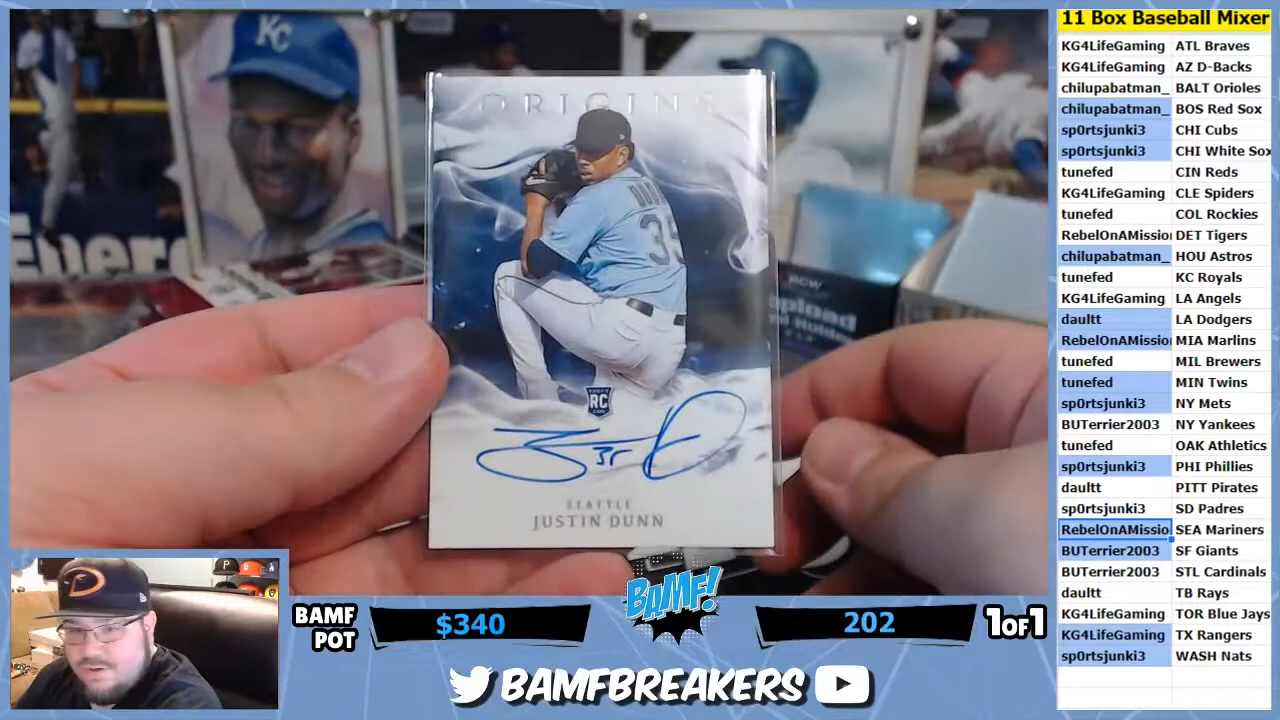 11 Box Baseball Mixer
KG4LifeGaming ATL Braves
KG4LifeGaming AZ D-Backs
chilupabatman_ BALT Orioles
chilupabatman_ BOS Red Sox
sp0rtsjunki3 CHI Cubs
sp0rtsjunki3 CHI White Sox
tunefed CIN Reds
KG4LifeGaming CLE Spiders
tunefed COL Rockies
RebelOnAMissio DET Tigers
chilupabatman_ HOU Astros
tunefed KC Royals
KG4LifeGaming LA Angels
daultt LA Dodgers
RebelOnAMissio MIA Marlins
tunefed MIL Brewers
tunefed MIN Twins
sp0rtsjunki3 NY Mets
BUTerrier2003 NY Yankees
tunefed OAK Athletics
sp0rtsjunki3 PHI Phillies
daultt PITT Pirates
sp0rtsjunki3 SD Padres
RebelOnAMissio SEA Mariners
BUTerrier2003 SF Giants
BUTerrier2003 STL Cardinals
daultt TB Rays
KG4LifeGaming TOR Blue Jays
KG4LifeGaming TX Rangers
sp0rtsjunki3 WASH Nats
KC
ORIGINS
35
RC
35
SEATTLE
JUSTIN DUNN
BAMF
POT
$340
BAMF!
202
1OF1
BAMFBREAKERS